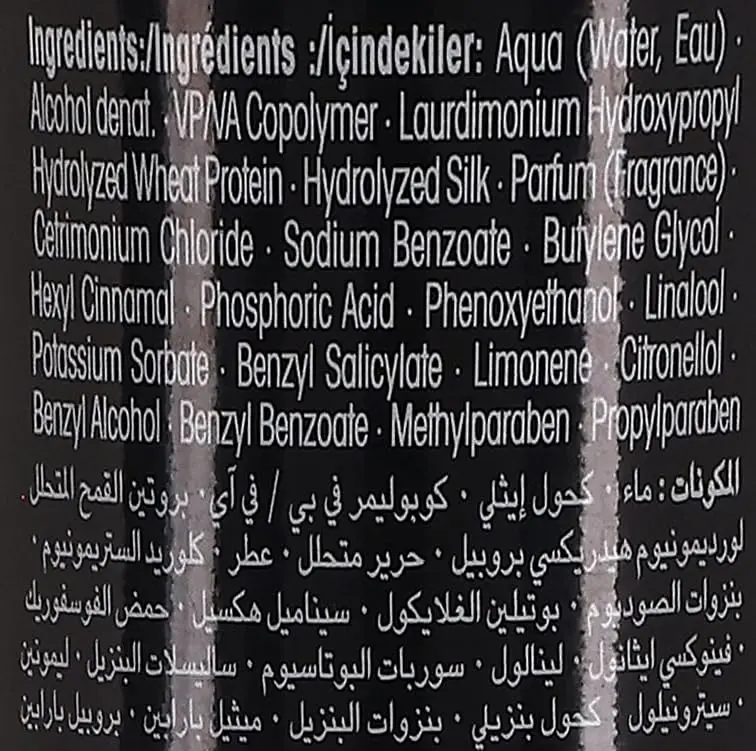 Ingredients:/Ingrédients :/İçindekiler: Aqua (Water, Eau) ·
Alcohol denat. · VP/VA Copolymer · Laurdimonium Hydroxypropyl
Hydrolyzed Wheat Protein · Hydrolyzed Silk · Parfum (Fragrance) ·
Cetrimonium Chloride · Sodium Benzoate · Butylene Glycol ·
Hexyl Cinnamal · Phosphoric Acid · Phenoxyethanol · Linalool ·
Potassium Sorbate · Benzyl Salicylate · Limonene · Citronellol ·
Benzyl Alcohol · Benzyl Benzoate · Methylparaben · Propylparaben
المكونات : ماء · كحول إيثلي · كوبوليمر في بي / في آي · بروتين القمح المتحلل
لورديمونيوم هيدريكسي بروبيل · حرير متحلل · عطر · كلوريد الستريمونيوم ·
بنزوات الصوديوم · بوتيلين الغلايكول · سيناميل هكسيل · حمض الفوسفوريك
· فينوكسي ايثانول · لينالول · سوربات البوتاسيوم · ساليسلات البنزيل · ليمونين
· سيترونيلول · كحول بنزيلي · بنزوات البنزيل · ميثيل بارابين · بروبيل بارابين